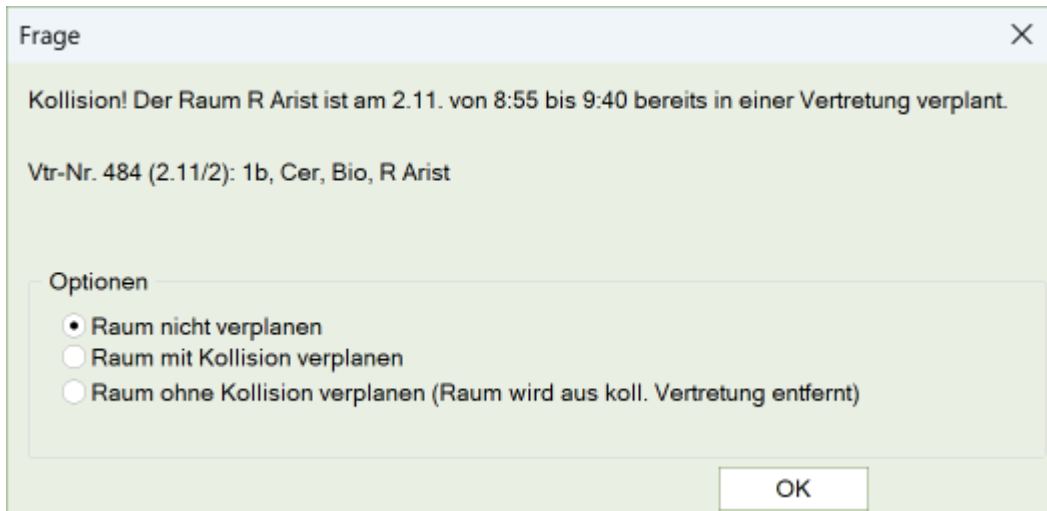 Frage
Kollision! Der Raum R Arist ist am 2.11. von 8:55 bis 9:40 bereits in einer Vertretung verplant.
Vtr-Nr. 484 (2.11/2): 1b, Cer, Bio, R Arist
Optionen
Raum nicht verplanen
Raum mit Kollision verplanen
Raum ohne Kollision verplanen (Raum wird aus koll. Vertretung entfernt)
OK